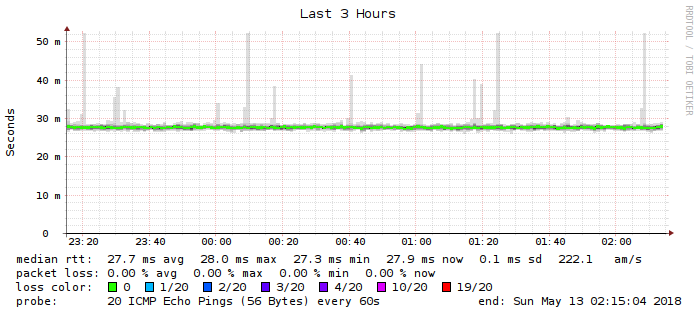 Last 3 Hours
RRDTOOL / TOBI OETIKER
Seconds
50 m
40 m
30 m
20 m
10 m
0
23:20 23:40 00:00 00:20 00:40 01:00 01:20 01:40 02:00
median rtt: 27.7 ms avg 28.0 ms max 27.3 ms min 27.9 ms now 0.1 ms sd 222.1 am/s
packet loss: 0.00 % avg 0.00 % max 0.00 % min 0.00 % now
loss color: 0 1/20 2/20 3/20 4/20 10/20 19/20
probe: 20 ICMP Echo Pings (56 Bytes) every 60s end: Sun May 13 02:15:04 2018